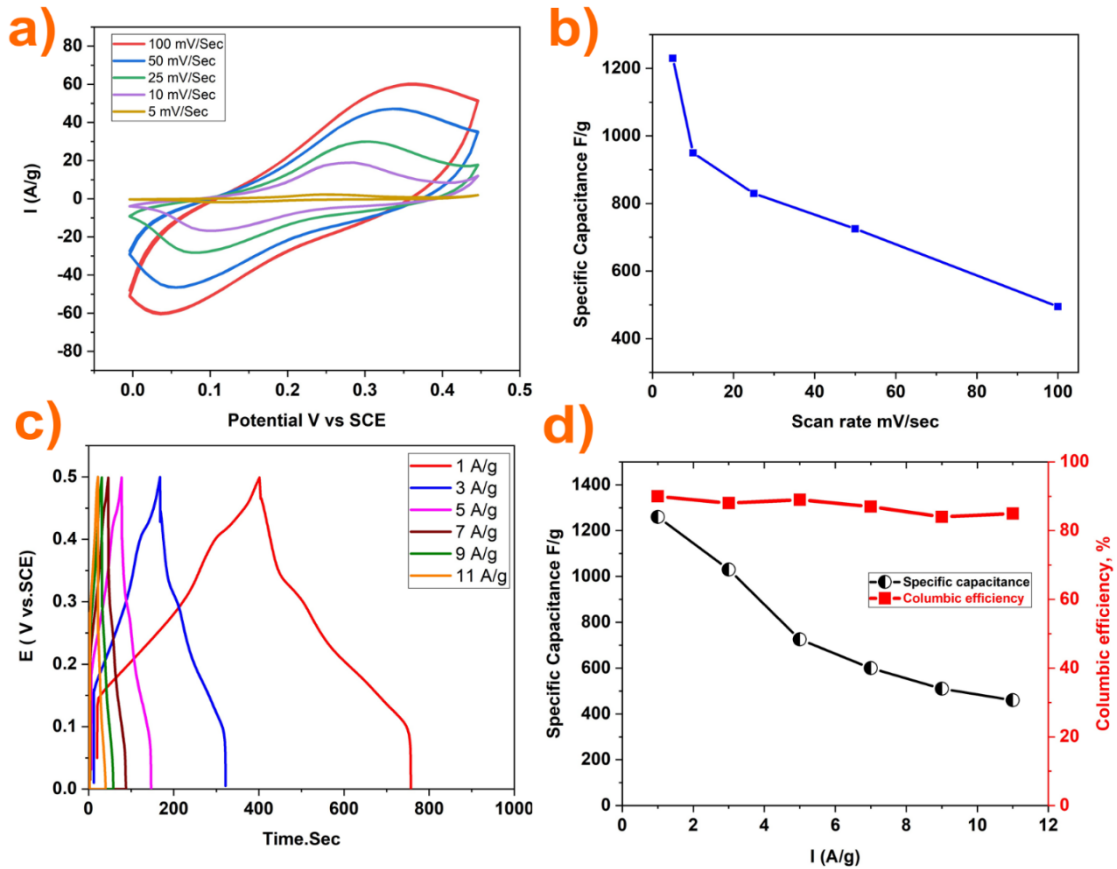 a)
80
60
40
20
0
-20
-40
-60
-80
I (A/g)
100 mV/Sec
50 mV/Sec
25 mV/Sec
10 mV/Sec
5 mV/Sec
0.0 0.1 0.2 0.3 0.4 0.5
Potential V vs SCE
b)
1200
1000
800
600
400
Specific Capacitance F/g
0 20 40 60 80 100
Scan rate mV/sec
c)
0.5
0.4
0.3
0.2
0.1
0.0
E ( V vs.SCE)
1 A/g
3 A/g
5 A/g
7 A/g
9 A/g
11 A/g
0 200 400 600 800 1000
Time.Sec
d)
1400
1200
1000
800
600
400
200
0
Specific Capacitance F/g
Specific capacitance
Columbic efficiency
100
80
60
40
20
0
Columbic efficiency, %
0 2 4 6 8 10 12
I (A/g)